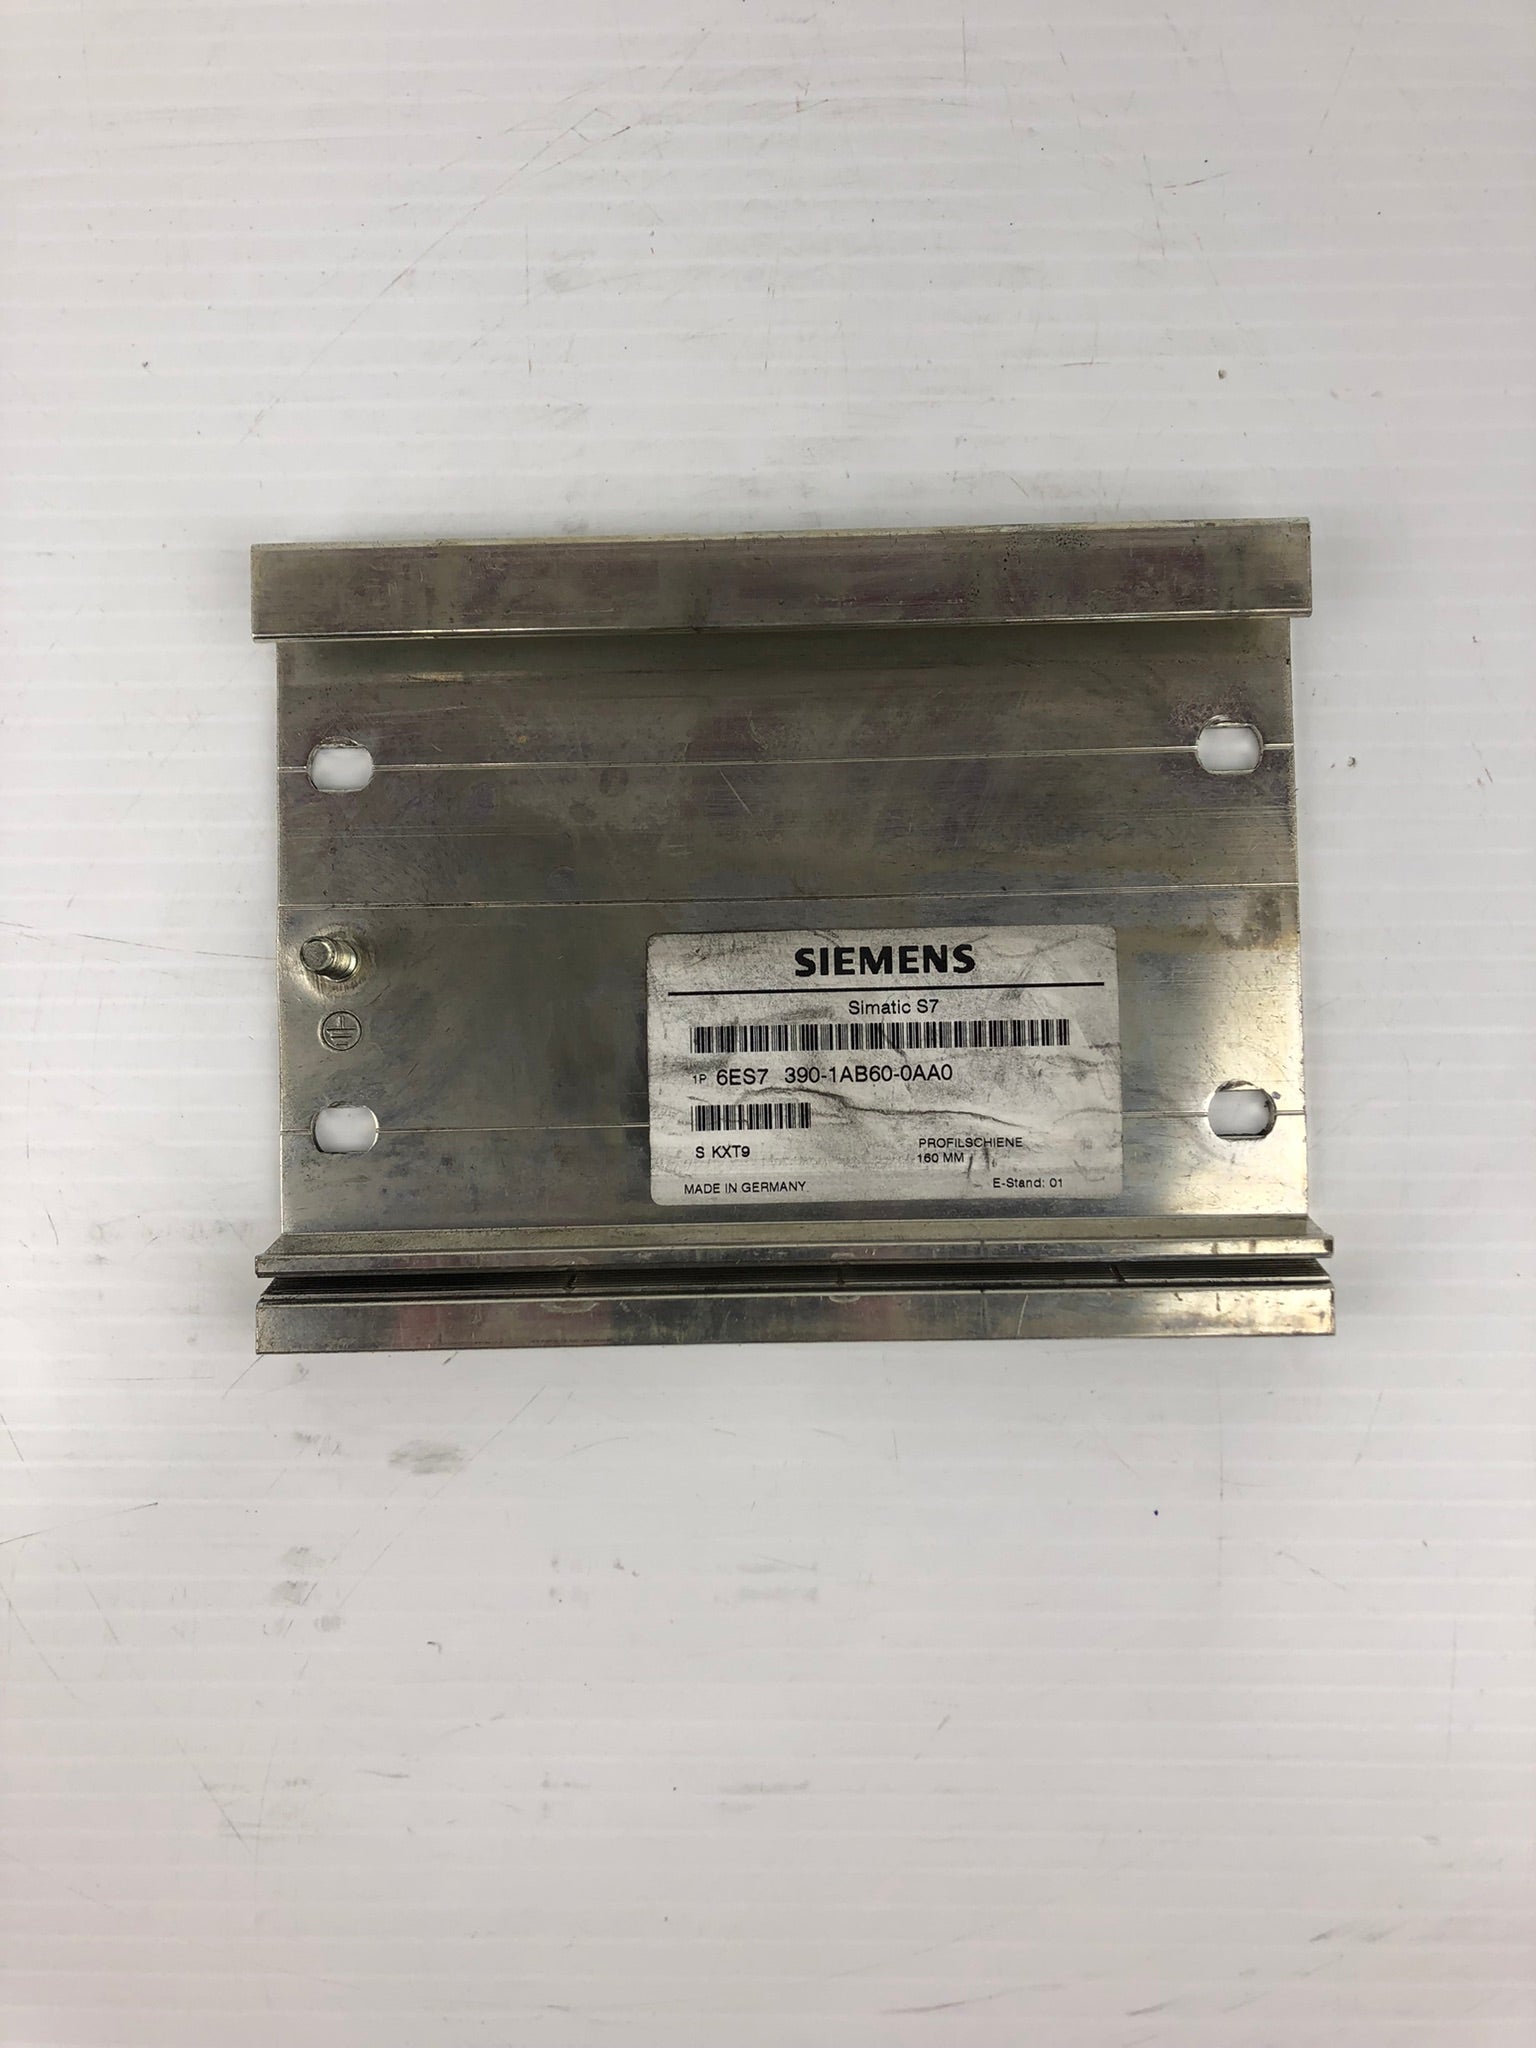 SIEMENS
Simatic S7
1P 6ES7 390-1AB60-0AA0
S KXT9
PROFILSCHIENE
160 MM
MADE IN GERMANY
E-Stand: 01